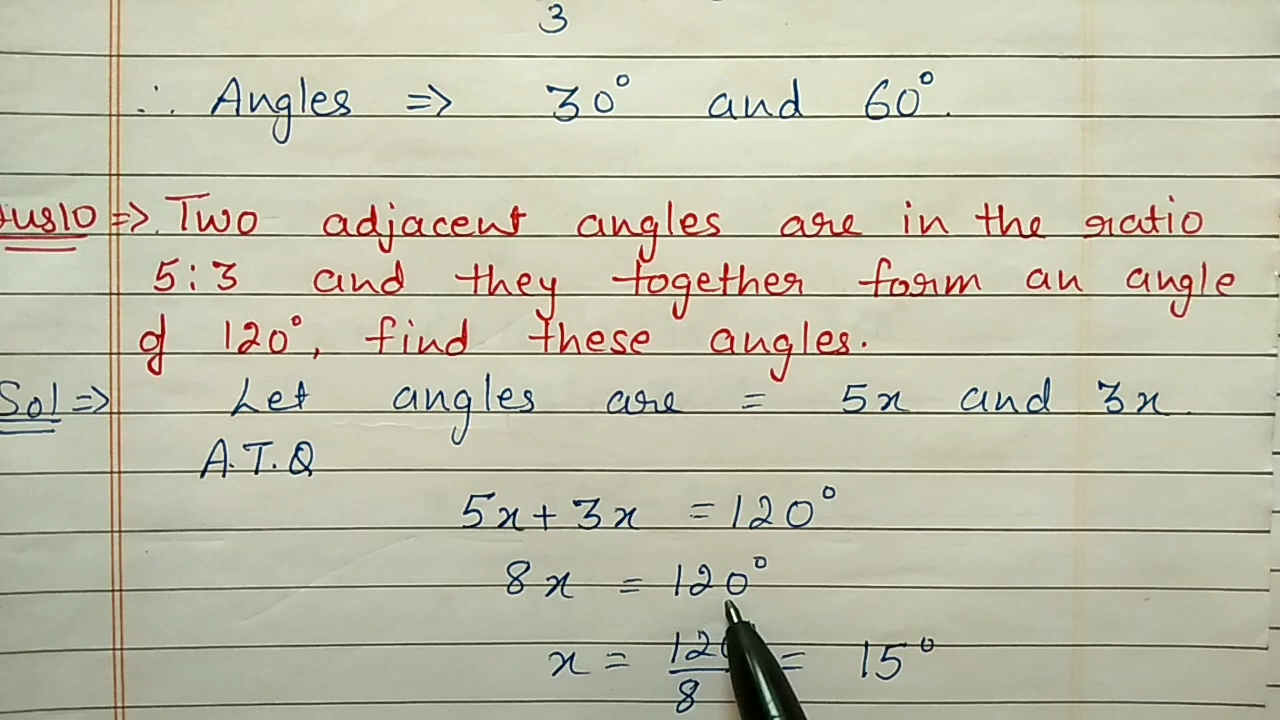 3
∴ Angles => 30° and 60°.
=>. Two adjacent angles are in the ratio
5:3 and they together form an angle
of 120°, find these angles.
Sol => Let angles are = 5x and 3x.
A.T.Q
5x + 3x = 120°
8x = 120°
x = 120/8 = 15°